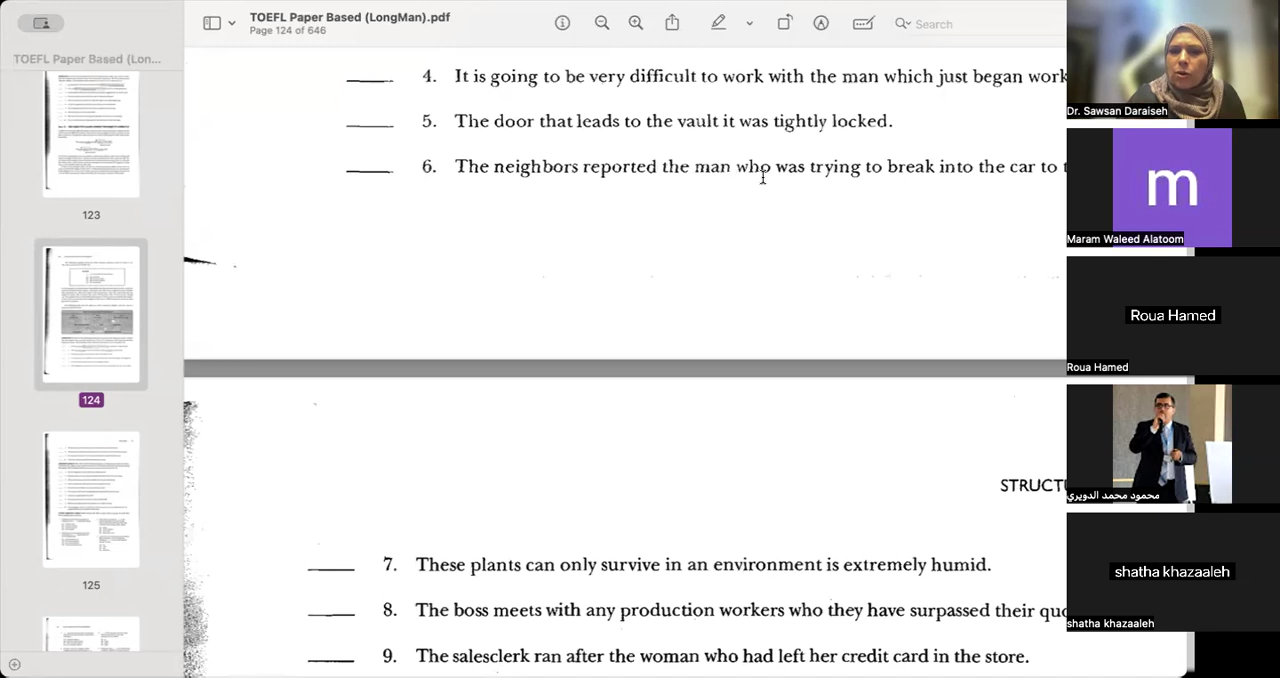 TOEFL Paper Based (LongMan).pdf
Page 124 of 646
Search
TOEFL Paper Based (Lon...
123
124
125
4. It is going to be very difficult to work with the man which just began work
5. The door that leads to the vault it was tightly locked.
6. The neighbors reported the man who was trying to break into the car to
STRUCT
7. These plants can only survive in an environment is extremely humid.
8. The boss meets with any production workers who they have surpassed their
9. The salesclerk ran after the woman who had left her credit card in the store.
Dr. Sawsan Daraiseh
m
Maram Waleed Alatoom
Roua Hamed
Roua Hamed
محمود محمد الدويري
shatha khazaaleh
shatha khazaaleh